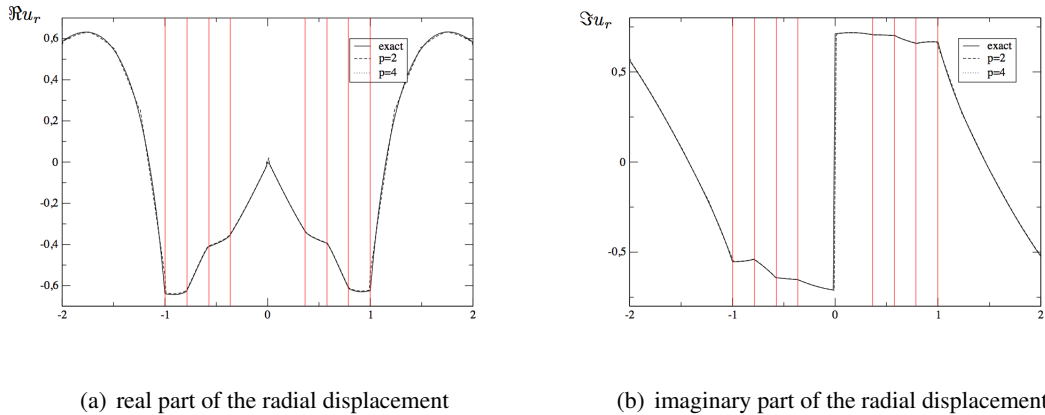 ℜu_r
0,6
0,4
0,2
0
-0,2
-0,4
-0,6
-2
-1
0
1
2
exact
p=2
p=4
ℑu_r
0,5
0
-0,5
-2
-1
0
1
2
exact
p=2
p=4
(a) real part of the radial displacement
(b) imaginary part of the radial displacement